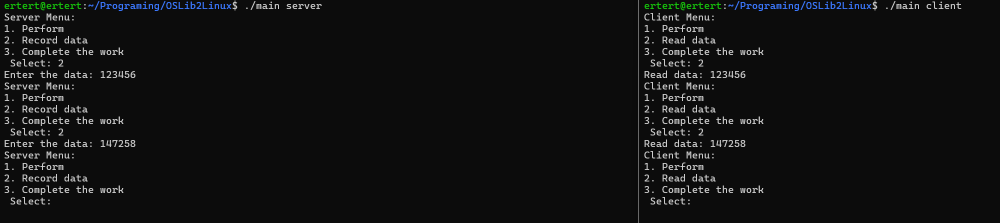 ertert@ertert:~/Programing/OSLib2Linux$ ./main server
Server Menu:
1. Perform
2. Record data
3. Complete the work
 Select: 2
Enter the data: 123456
Server Menu:
1. Perform
2. Record data
3. Complete the work
 Select: 2
Enter the data: 147258
Server Menu:
1. Perform
2. Record data
3. Complete the work
 Select:
ertert@ertert:~/Programing/OSLib2Linux$ ./main client
Client Menu:
1. Perform
2. Read data
3. Complete the work
 Select: 2
Read data: 123456
Client Menu:
1. Perform
2. Read data
3. Complete the work
 Select: 2
Read data: 147258
Client Menu:
1. Perform
2. Read data
3. Complete the work
 Select: